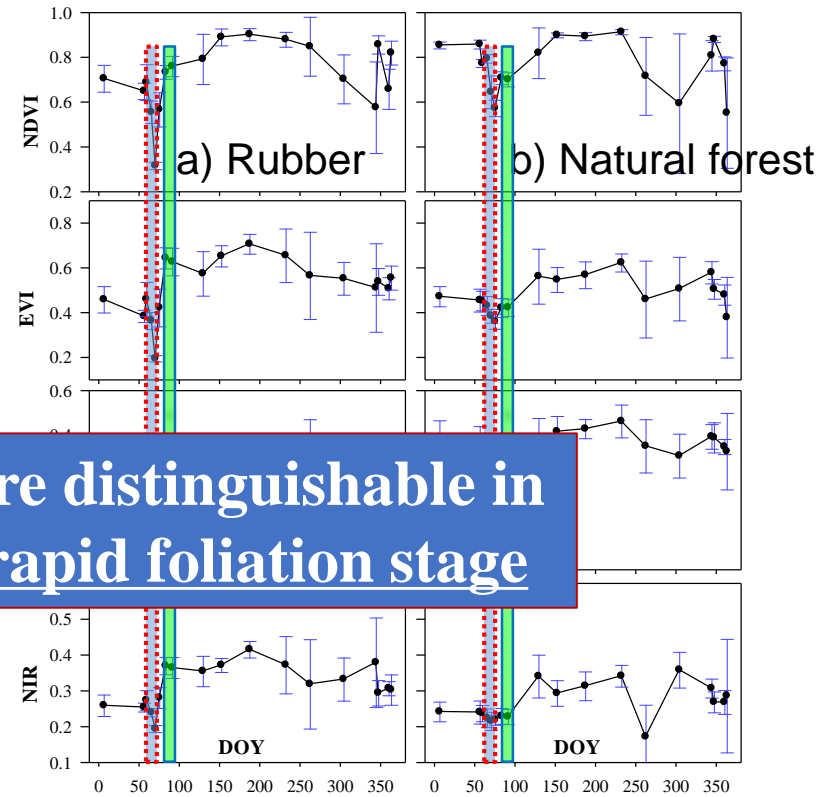 1.0
0.8
0.6
0.4
0.2
NDVI
a) Rubber
b) Natural forest
0.8
0.6
0.4
0.2
EVI
0.6
re distinguishable in
rapid foliation stage
0.5
0.4
0.3
0.2
0.1
NIR
DOY
DOY
0 50 100 150 200 250 300 350
0 50 100 150 200 250 300 350